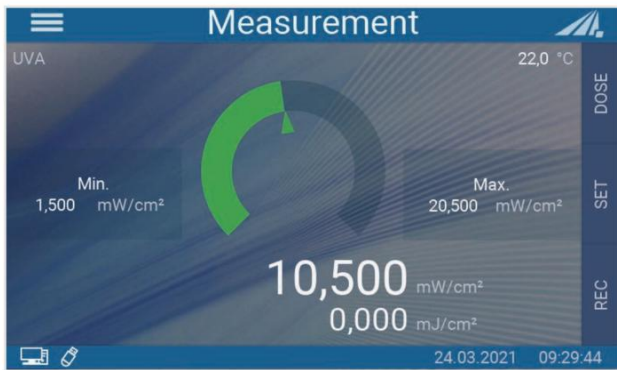 Measurement
UVA
22,0 °C
DOSE
Min.
1,500 mW/cm²
Max.
20,500 mW/cm²
SET
10,500 mW/cm²
0,000 mJ/cm²
REC
24.03.2021 09:29:44